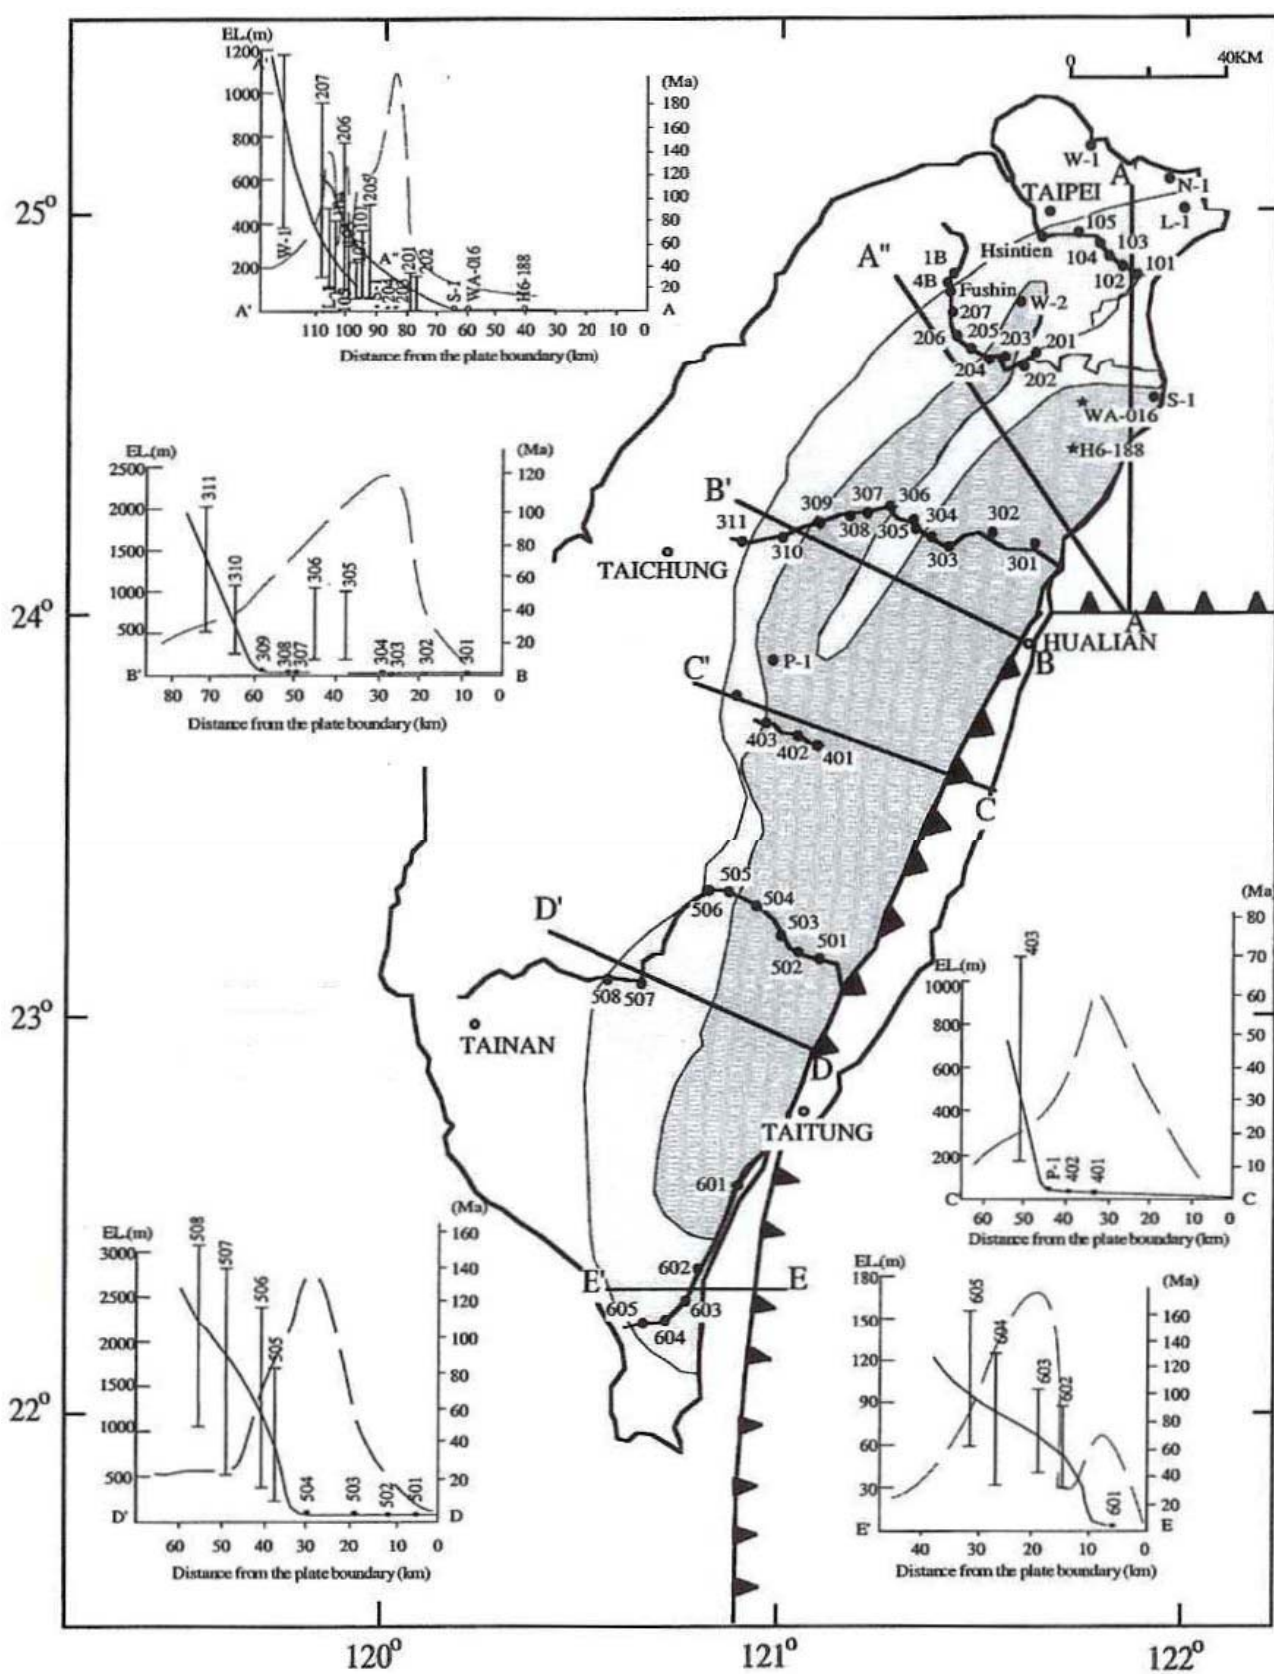 0 40KM
EL.(m)
1200
1000
800
600
400
200
A'
(Ma)
180
160
140
120
100
80
60
40
20
A
A'
W-1
207
206
205
101
A"
201
202
S-1
WA-016
H6-188
110 100 90 80 70 60 50 40 30 20 10 0
Distance from the plate boundary (km)
W-1
A'
N-1
TAIPEI
L-1
25°
105
103
Hsintien
104
101
102
A"
1B
4B
Fushin
W-2
207
205
203
201
206
204
202
S-1
WA-016
H6-188
EL.(m)
2500
2000
1500
1000
500
B'
(Ma)
120
100
80
60
40
20
B
311
310
309
308
307
306
305
304
303
302
301
80 70 60 50 40 30 20 10 0
Distance from the plate boundary (km)
B'
309
307
306
304
302
311
310
308
305
303
301
TAICHUNG
24°
A
HUALIAN
B
P-1
C'
403
402
401
C
505
504
506
503
501
502
D'
508
507
23°
TAINAN
D
TAITUNG
601
602
E'
E
605
603
604
(Ma
80
70
60
50
40
30
20
10
C
EL.(m)
1000
800
600
400
200
C'
403
P-1
402
401
60 50 40 30 20 10 0
Distance from the plate boundary (km)
EL.(m)
3000
2500
2000
1500
1000
500
D'
(Ma)
160
140
120
100
80
60
40
20
D
508
507
506
505
504
503
502
501
60 50 40 30 20 10 0
Distance from the plate boundary (km)
EL.(m)
180
150
120
90
60
30
E'
(Ma)
160
140
120
100
80
60
40
20
E
605
604
603
602
601
40 30 20 10 0
Distance from the plate boundary (km)
22°
120° 121° 122°